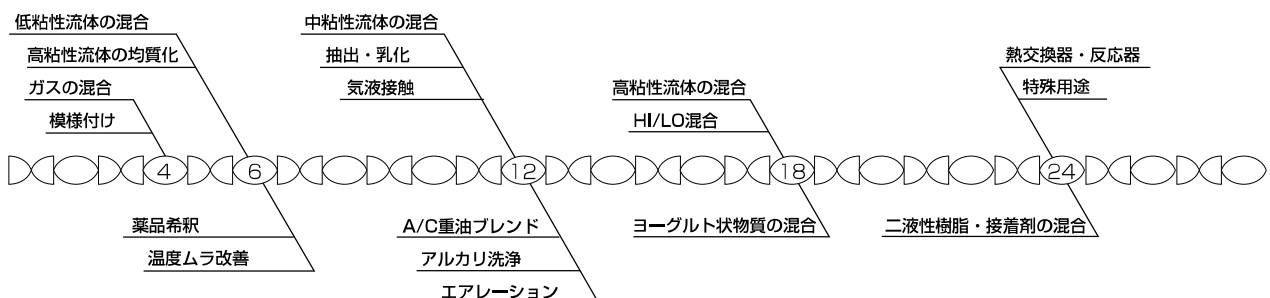 低粘性流体の混合
高粘性流体の均質化
ガスの混合
模様付け
中粘性流体の混合
抽出・乳化
気液接触
高粘性流体の混合
HI/LO混合
熱交換器・反応器
特殊用途
4
6
12
18
24
薬品希釈
温度ムラ改善
A/C重油ブレンド
アルカリ洗浄
エアレーション
ヨーグルト状物質の混合
二液性樹脂・接着剤の混合